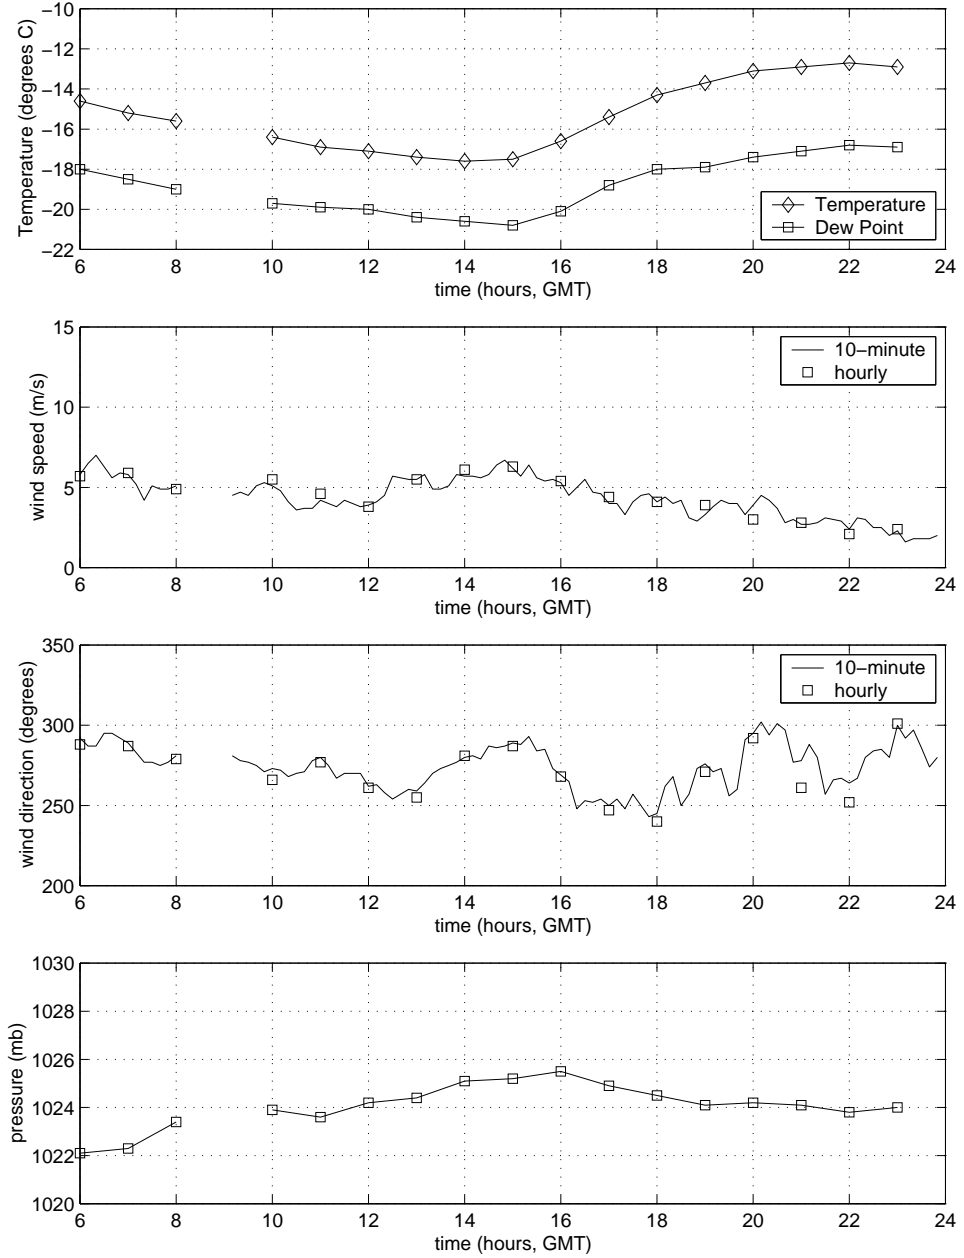 −10
−12
−14
−16
−18
−20
−22
Temperature (degrees C)
Temperature
Dew Point
6 8 10 12 14 16 18 20 22 24
time (hours, GMT)
15
10
5
0
wind speed (m/s)
10−minute
hourly
6 8 10 12 14 16 18 20 22 24
time (hours, GMT)
350
300
250
200
wind direction (degrees)
10−minute
hourly
6 8 10 12 14 16 18 20 22 24
time (hours, GMT)
1030
1028
1026
1024
1022
1020
pressure (mb)
6 8 10 12 14 16 18 20 22 24
time (hours, GMT)